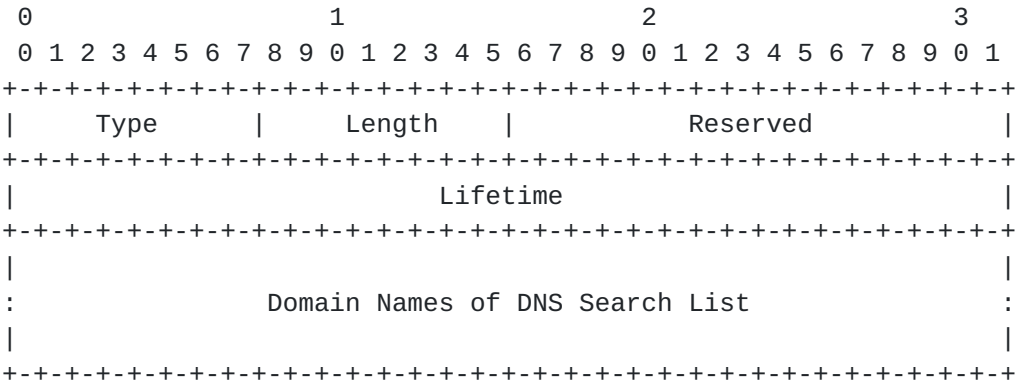 0                   1                   2                   3
 0 1 2 3 4 5 6 7 8 9 0 1 2 3 4 5 6 7 8 9 0 1 2 3 4 5 6 7 8 9 0 1
+-+-+-+-+-+-+-+-+-+-+-+-+-+-+-+-+-+-+-+-+-+-+-+-+-+-+-+-+-+-+-+-+
|     Type      |     Length    |           Reserved            |
+-+-+-+-+-+-+-+-+-+-+-+-+-+-+-+-+-+-+-+-+-+-+-+-+-+-+-+-+-+-+-+-+
|                           Lifetime                            |
+-+-+-+-+-+-+-+-+-+-+-+-+-+-+-+-+-+-+-+-+-+-+-+-+-+-+-+-+-+-+-+-+
|                                                               |
:                Domain Names of DNS Search List                :
|                                                               |
+-+-+-+-+-+-+-+-+-+-+-+-+-+-+-+-+-+-+-+-+-+-+-+-+-+-+-+-+-+-+-+-+